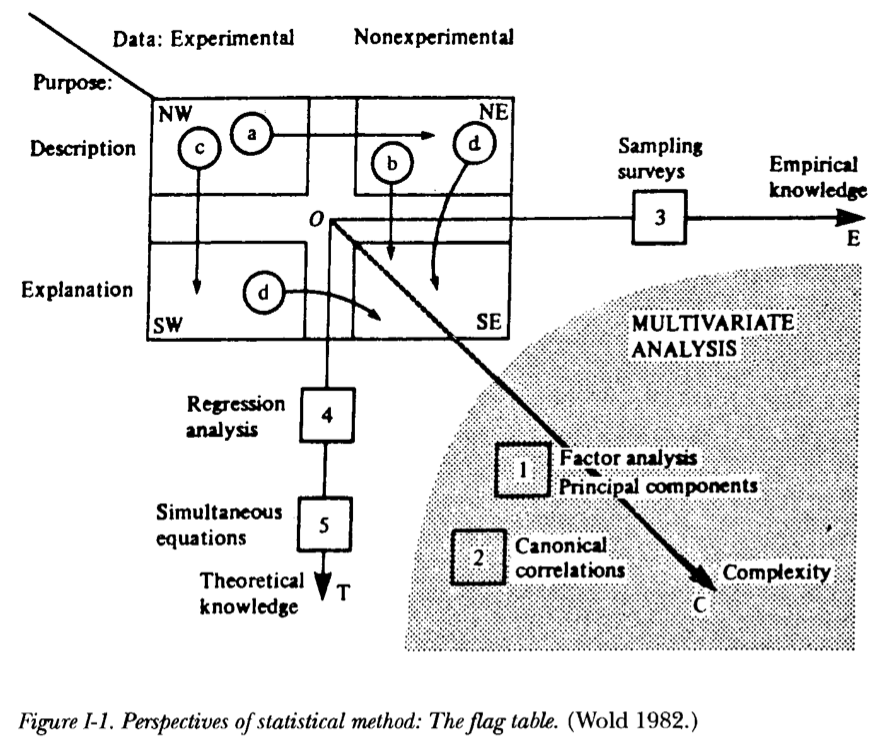 Data: Experimental Nonexperimental
Purpose:
NW
NE
Description
c
a
b
d
Sampling
surveys
Empirical
knowledge
O
3
E
Explanation
d
SW
SE
MULTIVARIATE
ANALYSIS
Regression
analysis
4
1
Factor analysis
Principal components
Simultaneous
equations
5
2
Canonical
correlations
Theoretical
knowledge
T
Complexity
C
Figure I-1. Perspectives of statistical method: The flag table. (Wold 1982.)